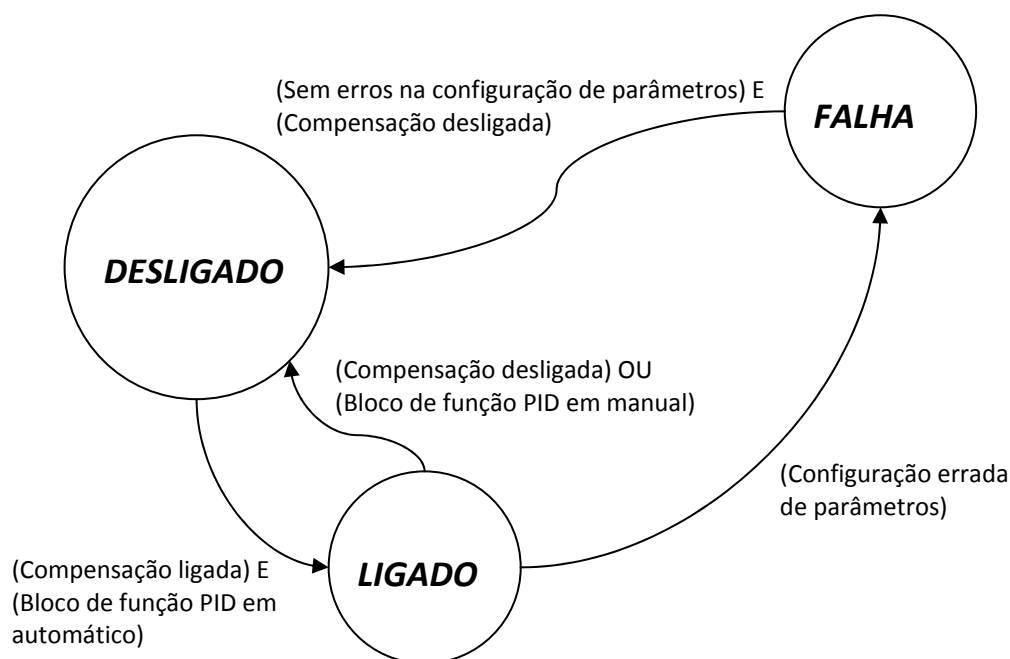 (Sem erros na configuração de parâmetros) E
(Compensação desligada)
FALHA
DESLIGADO
(Compensação desligada) OU
(Bloco de função PID em manual)
(Configuração errada
de parâmetros)
(Compensação ligada) E
(Bloco de função PID em
automático)
LIGADO